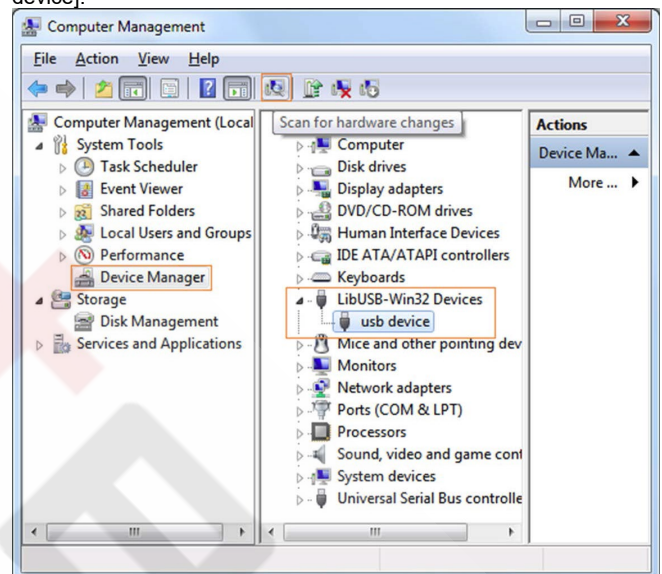 device].
Computer Management
File Action View Help
Scan for hardware changes
Computer Management (Local
System Tools
Task Scheduler
Event Viewer
Shared Folders
Local Users and Groups
Performance
Device Manager
Storage
Disk Management
Services and Applications
Computer
Disk drives
Display adapters
DVD/CD-ROM drives
Human Interface Devices
IDE ATA/ATAPI controllers
Keyboards
LibUSB-Win32 Devices
usb device
Mice and other pointing dev
Monitors
Network adapters
Ports (COM & LPT)
Processors
Sound, video and game cont
System devices
Universal Serial Bus controlle
Actions
Device Ma...
More ...